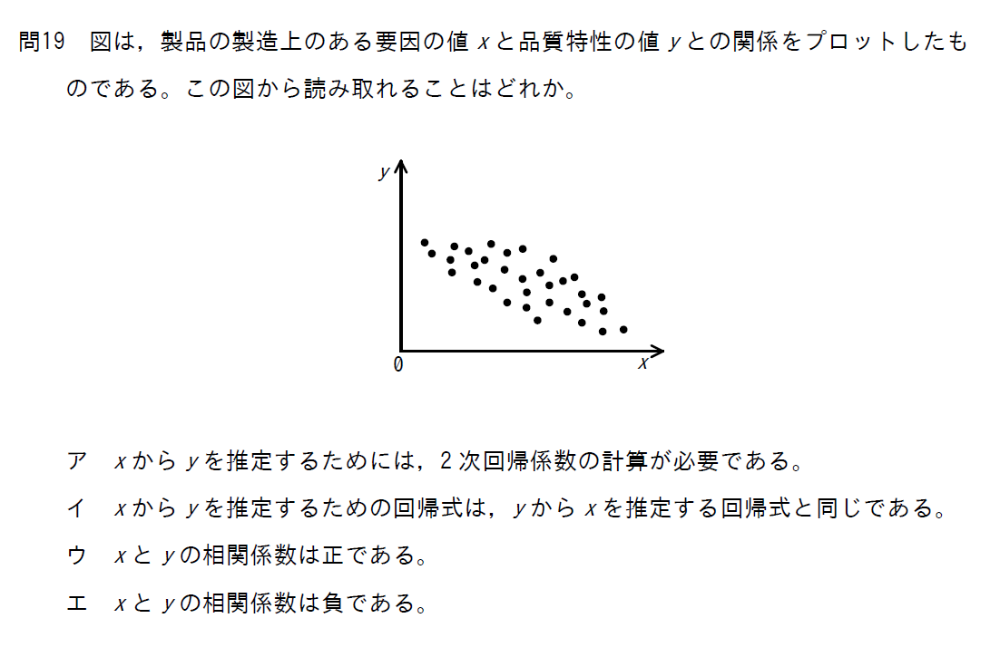 問19　図は，製品の製造上のある要因の値 x と品質特性の値 y との関係をプロットしたも
のである。この図から読み取れることはどれか。
y
0
x
ア　x から y を推定するためには，2 次回帰係数の計算が必要である。
イ　x から y を推定するための回帰式は，y から x を推定する回帰式と同じである。
ウ　x と y の相関係数は正である。
エ　x と y の相関係数は負である。